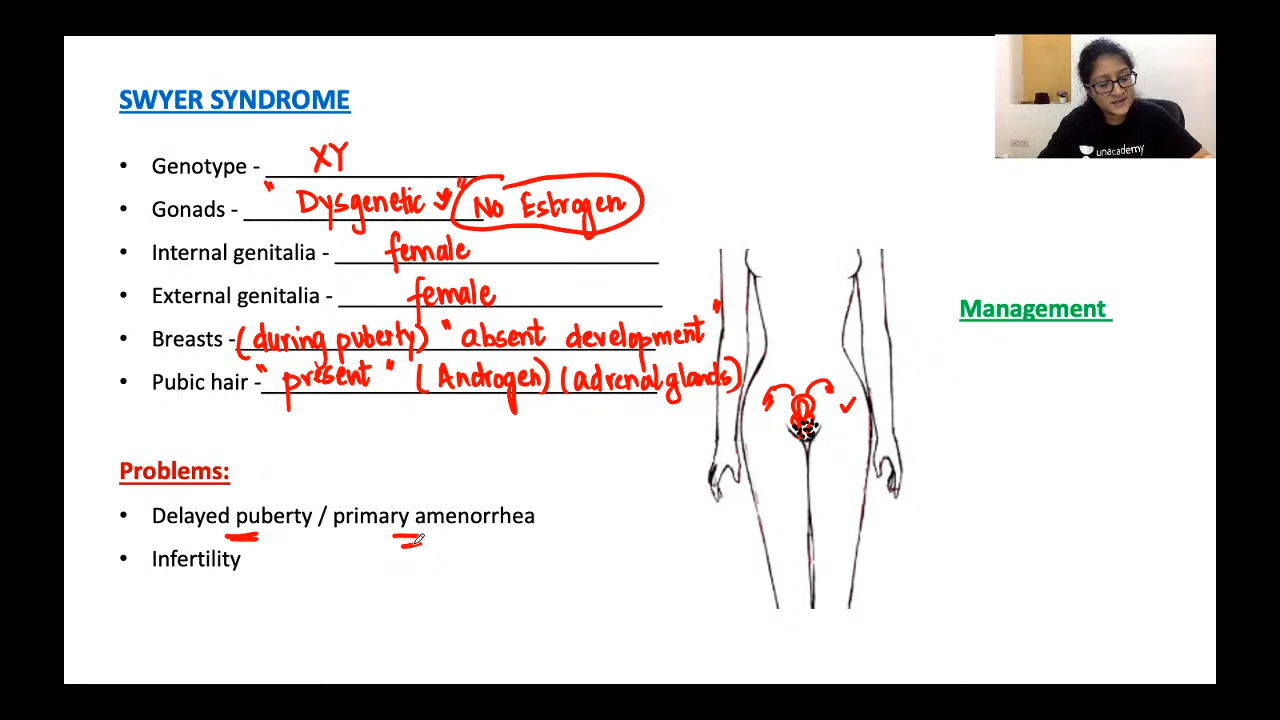 SWYER SYNDROME
• Genotype - XY
• Gonads - "Dysgenetic" No Estrogen
• Internal genitalia - female
• External genitalia - female
• Breasts - (during puberty) "absent development"
• Pubic hair - "present" (Androgen) (adrenal glands)
Problems:
• Delayed puberty / primary amenorrhea
• Infertility
Management
unacademy